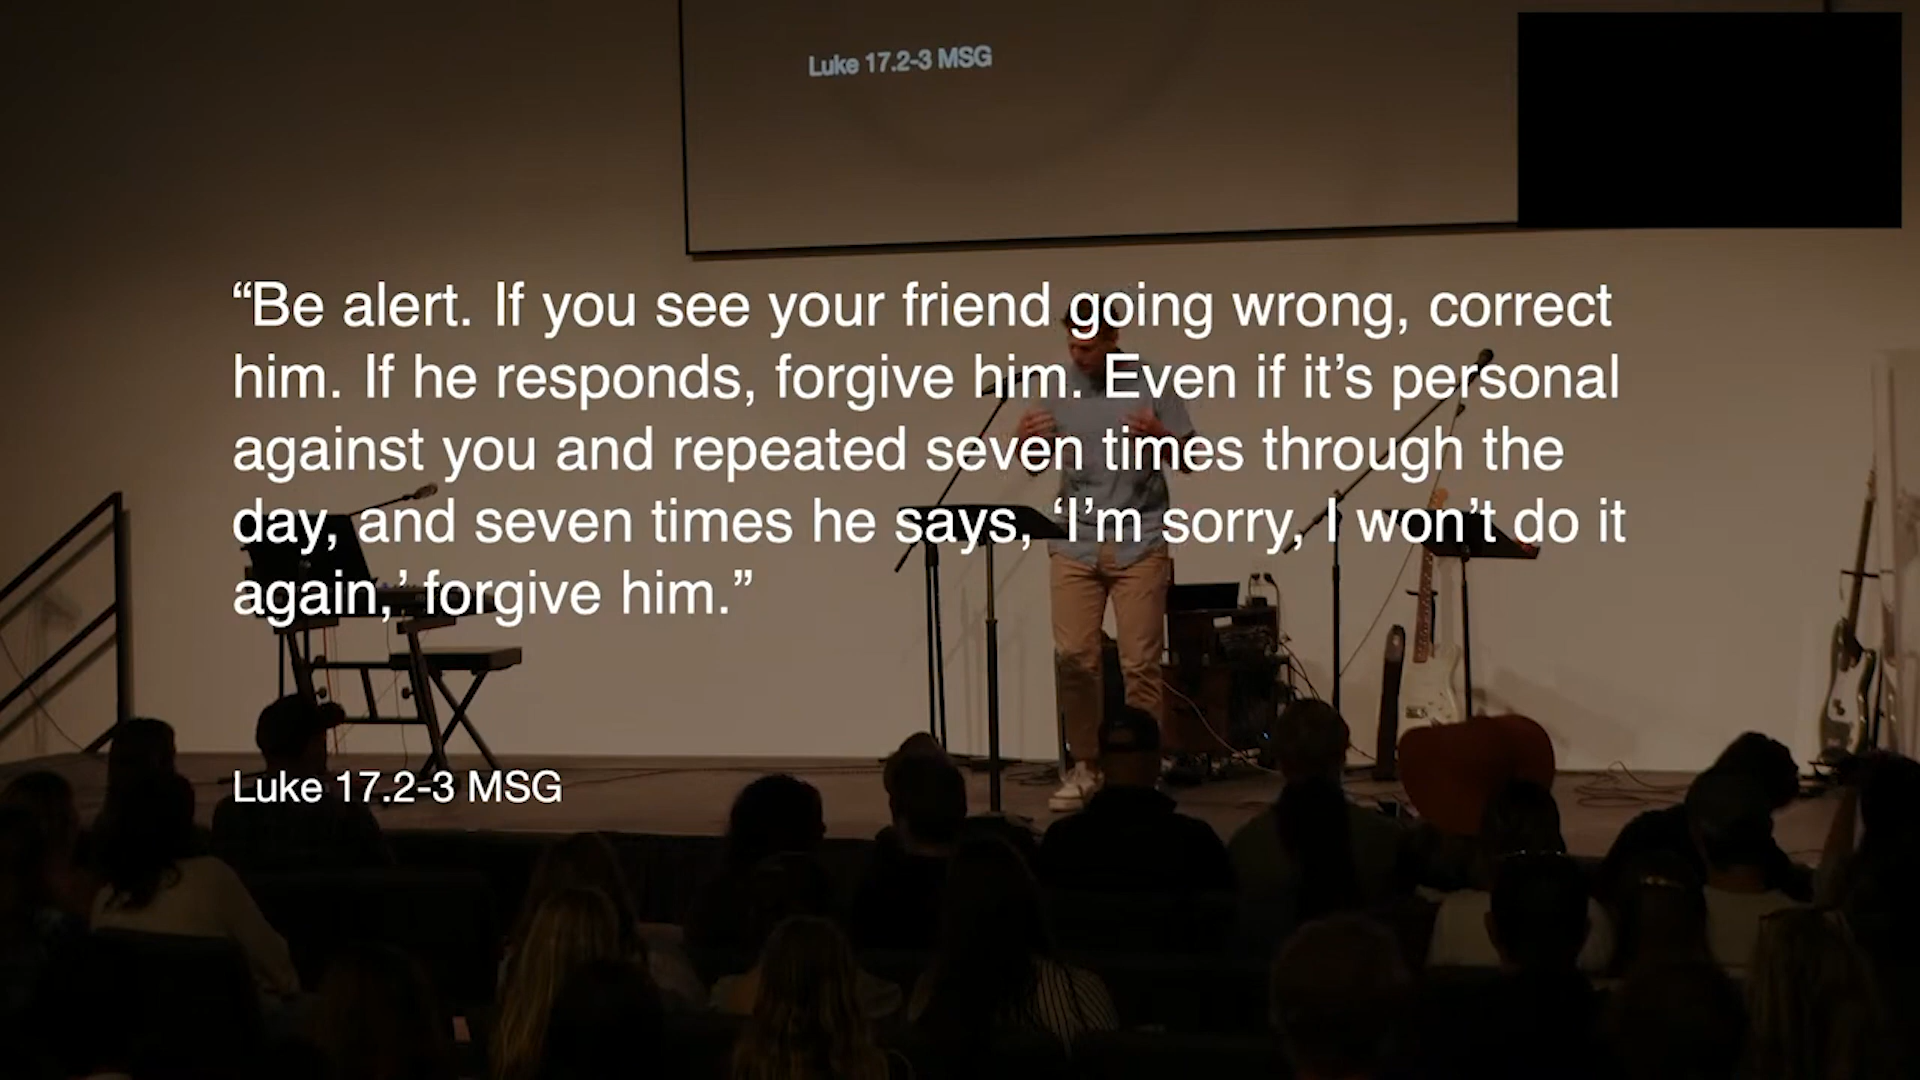 Luke 17.2-3 MSG
“Be alert. If you see your friend going wrong, correct
him. If he responds, forgive him. Even if it’s personal
against you and repeated seven times through the
day, and seven times he says, ‘I’m sorry, I won’t do it
again,’ forgive him.”
Luke 17.2-3 MSG